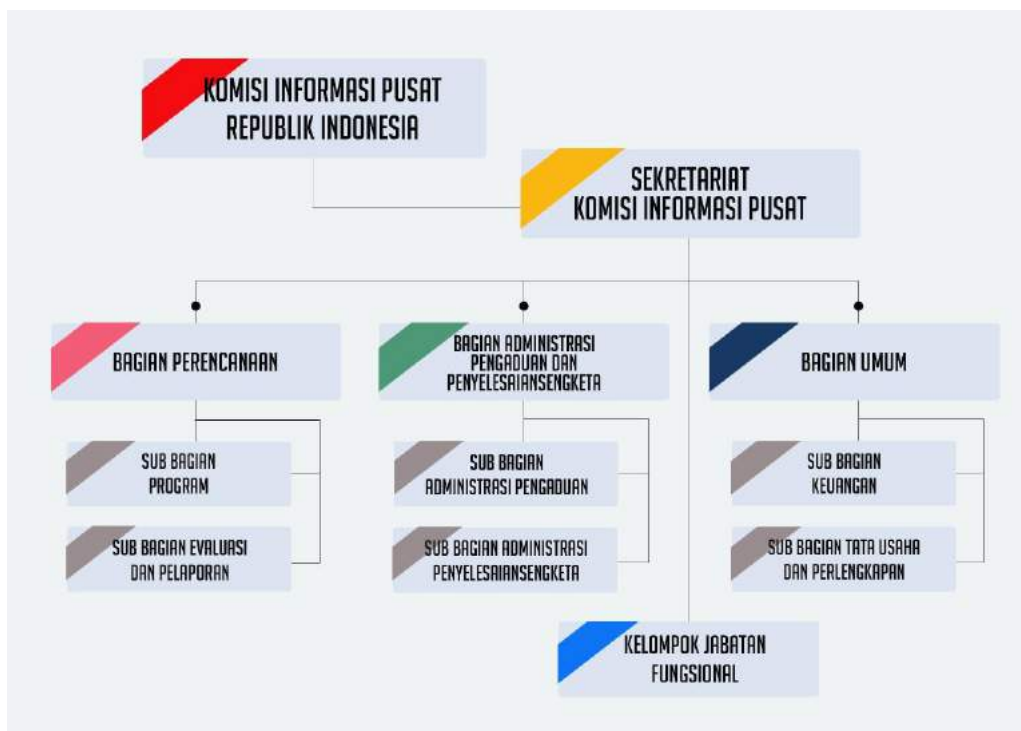 KOMISI INFORMASI PUSAT
REPUBLIK INDONESIA
SEKRETARIAT
KOMISI INFORMASI PUSAT
BAGIAN PERENCANAAN
BAGIAN ADMINISTRASI
PENGADUAN DAN
PENYELESAIANSENGKETA
BAGIAN UMUM
SUB BAGIAN
PROGRAM
SUB BAGIAN
ADMINISTRASI PENGADUAN
SUB BAGIAN
KEUANGAN
SUB BAGIAN EVALUASI
DAN PELAPORAN
SUB BAGIAN ADMINISTRASI
PENYELESAIANSENGKETA
SUB BAGIAN TATA USAHA
DAN PERLENGKAPAN
KELOMPOK JABATAN
FUNGSIONAL